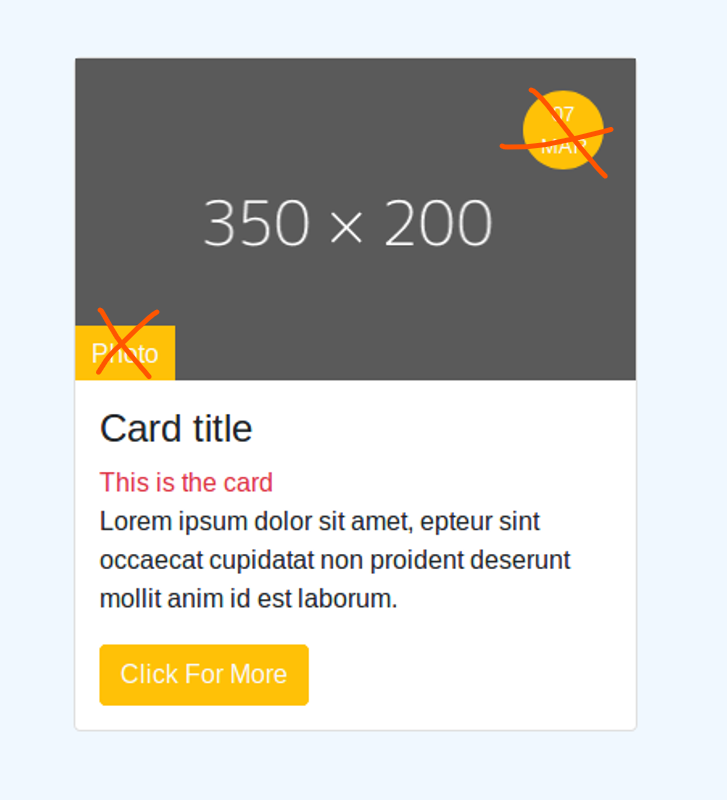 07
MAR
350 × 200
Photo
Card title
This is the card
Lorem ipsum dolor sit amet, epteur sint
occaecat cupidatat non proident deserunt
mollit anim id est laborum.
Click For More